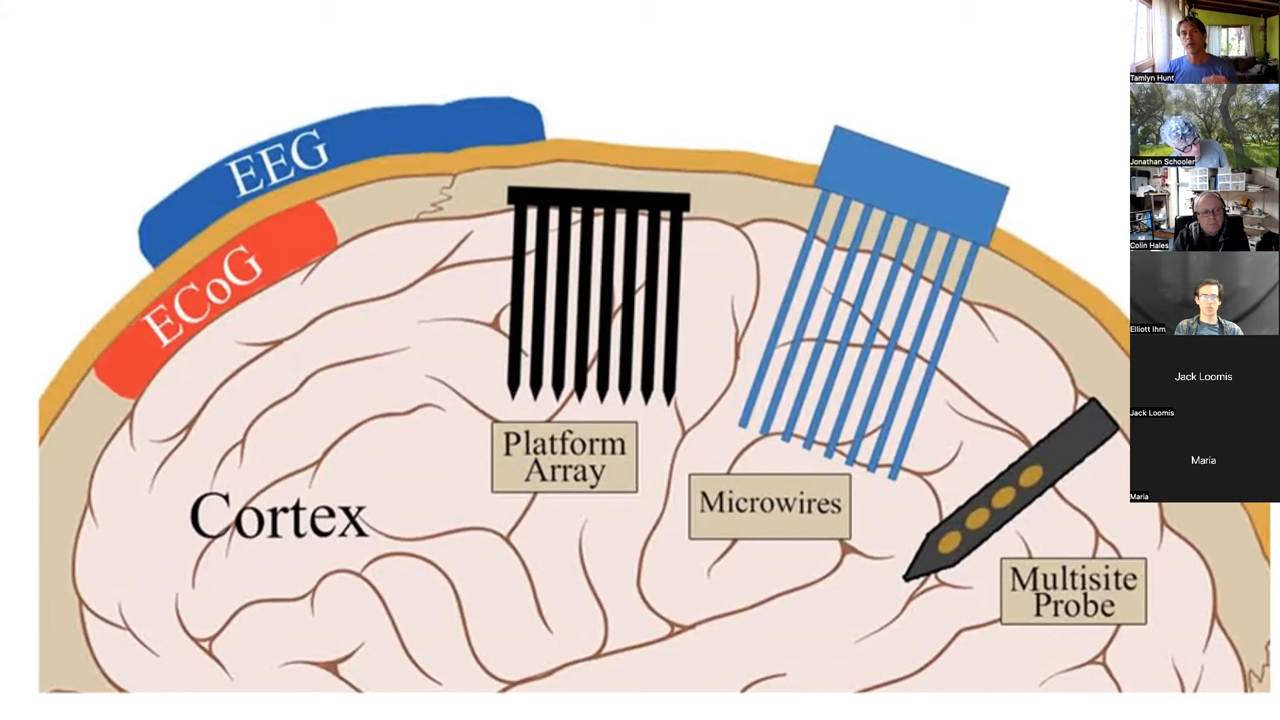 EEG
ECoG
Cortex
Platform
Array
Microwires
Multisite
Probe
Tamlyn Hunt
Jonathan Schooler
Colin Hales
Elliott Ihm
Jack Loomis
Jack Loomis
Maria
Maria